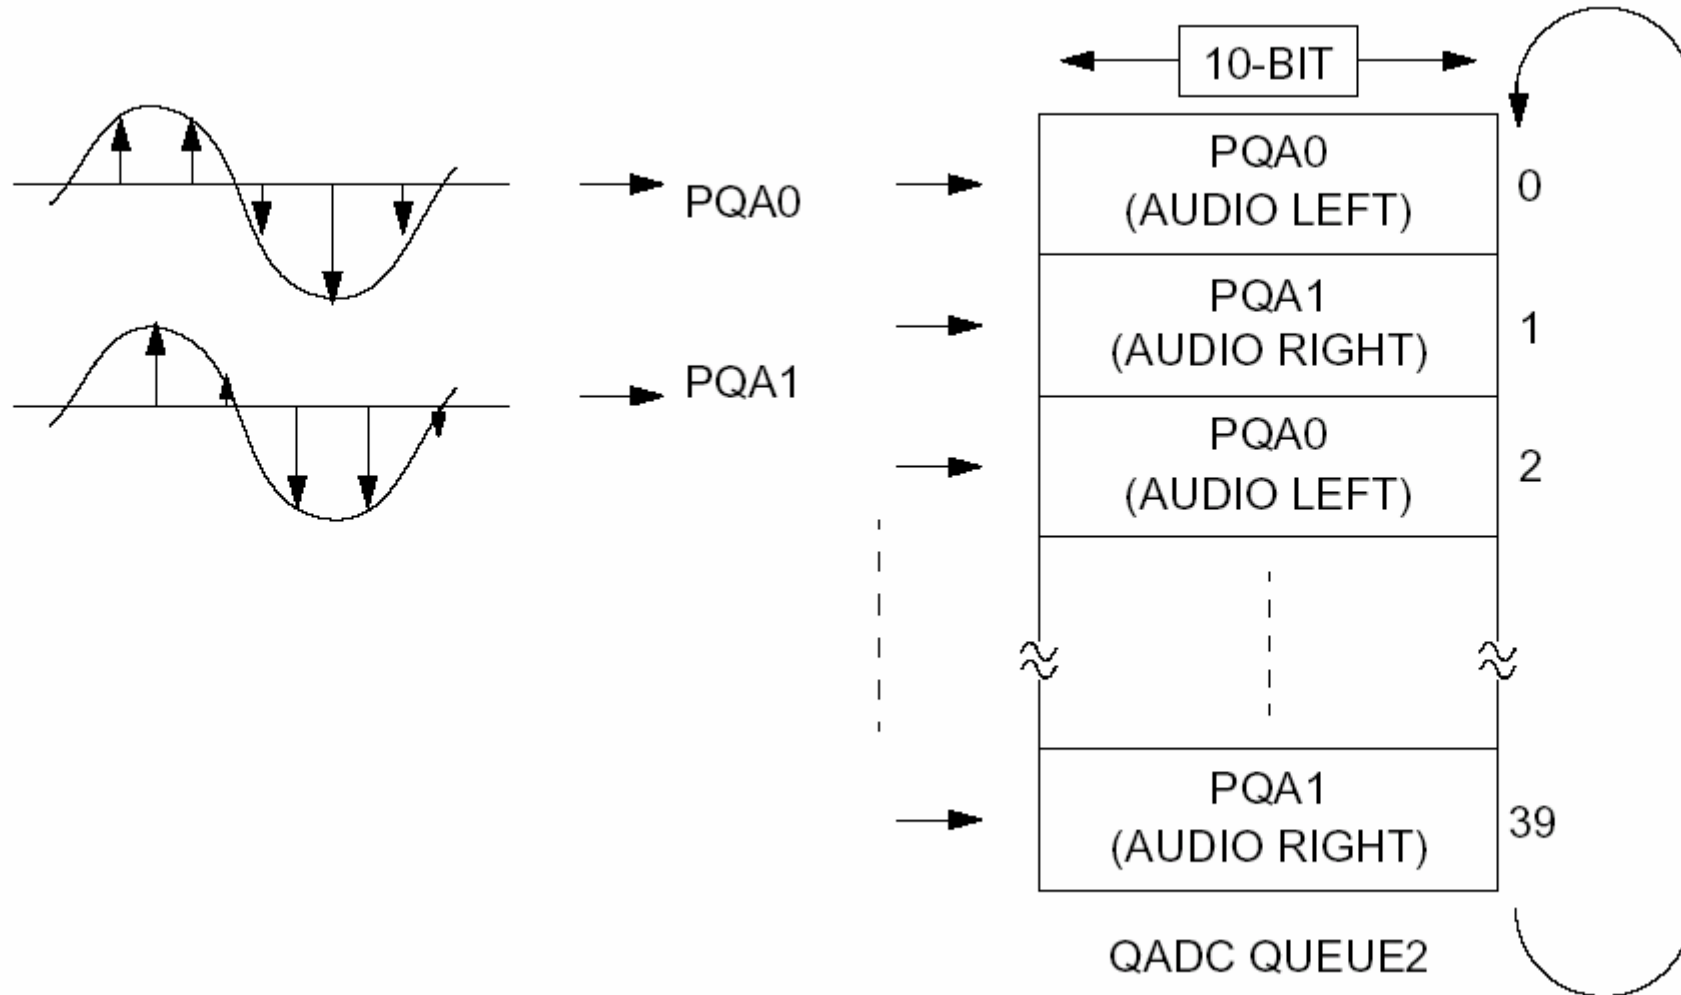 10-BIT
PQA0
PQA0
(AUDIO LEFT)
0
PQA1
(AUDIO RIGHT)
1
PQA1
PQA0
(AUDIO LEFT)
2
PQA1
(AUDIO RIGHT)
39
QADC QUEUE2